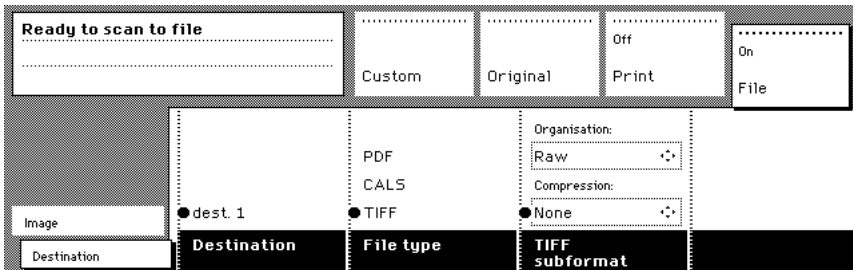 Ready to scan to file
Custom
Original
Off
Print
On
File
Image
Destination
dest. 1
Destination
PDF
CALS
TIFF
File type
Organisation:
Raw
Compression:
None
TIFF
subformat